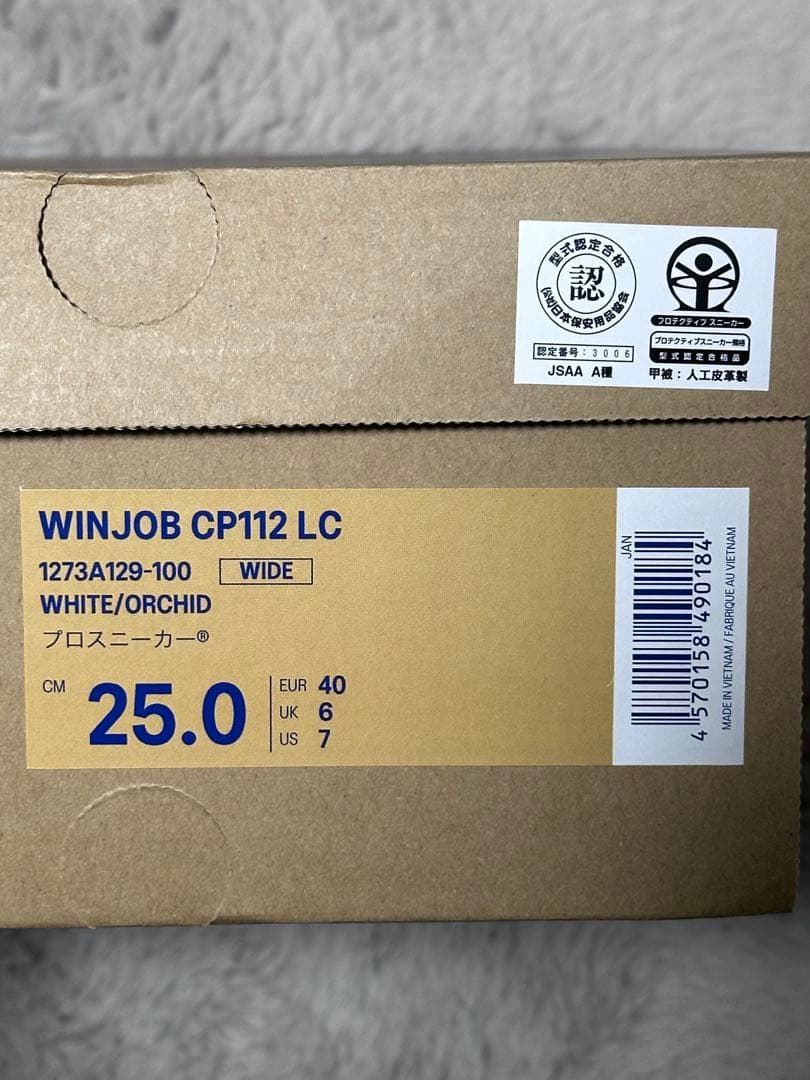 型式認定合格
認
(公社)日本保安用品協会
認定番号：3006
JSAA A種
プロテクティブ スニーカー
プロテクティブスニーカー規格
型式認定合格品
甲被：人工皮革製
WINJOB CP112 LC
1273A129-100 WIDE
WHITE/ORCHID
プロスニーカー®
CM 25.0
EUR 40
UK 6
US 7
JAN
4 570158 490184
MADE IN VIETNAM / FABRIQUE AU VIETNAM